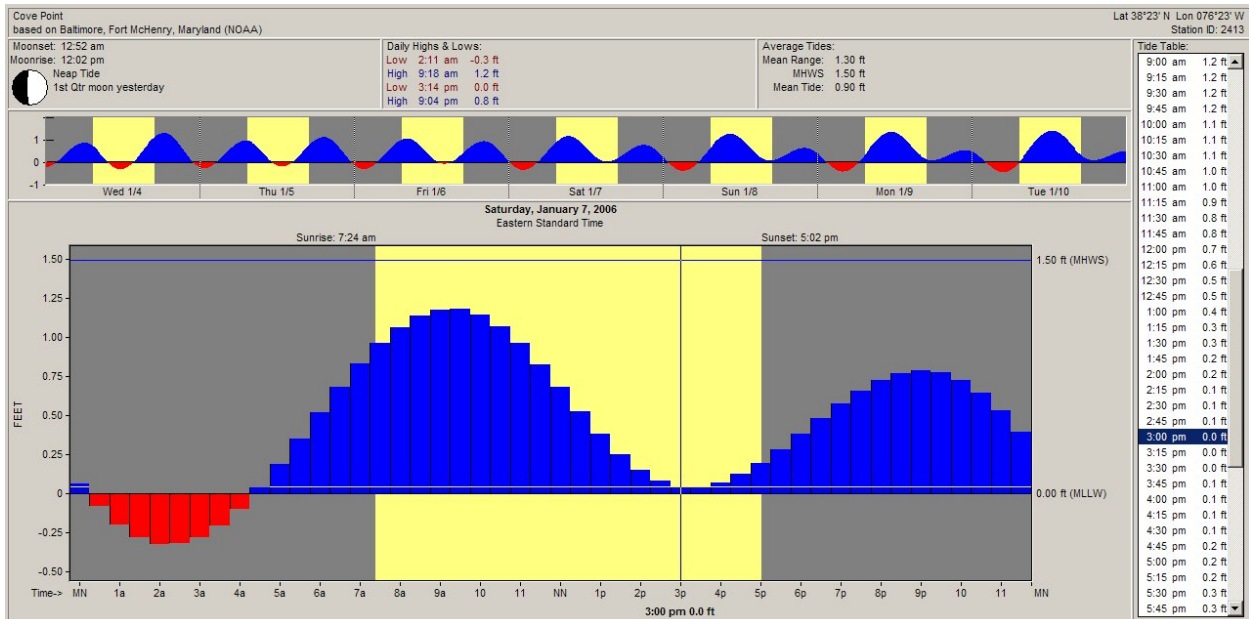 Cove Point
based on Baltimore, Fort McHenry, Maryland (NOAA)
Lat 38°23' N  Lon 076°23' W
Station ID: 2413
Moonset: 12:52 am
Moonrise: 12:02 pm
Neap Tide
1st Qtr moon yesterday
Daily Highs & Lows:
Low 2:11 am -0.3 ft
High 9:18 am 1.2 ft
Low 3:14 pm 0.0 ft
High 9:04 pm 0.8 ft
Average Tides:
Mean Range: 1.30 ft
MHWS 1.50 ft
Mean Tide: 0.90 ft
1
0
-1
Wed 1/4 Thu 1/5 Fri 1/6 Sat 1/7 Sun 1/8 Mon 1/9 Tue 1/10
Saturday, January 7, 2006
Eastern Standard Time
Sunrise: 7:24 am Sunset: 5:02 pm
FEET
1.50
1.25
1.00
0.75
0.50
0.25
0
-0.25
-0.50
1.50 ft (MHWS)
0.00 ft (MLLW)
Time-> MN 1a 2a 3a 4a 5a 6a 7a 8a 9a 10 11 NN 1p 2p 3p 4p 5p 6p 7p 8p 9p 10 11 MN
3:00 pm 0.0 ft
Tide Table:
9:00 am 1.2 ft
9:15 am 1.2 ft
9:30 am 1.2 ft
9:45 am 1.2 ft
10:00 am 1.1 ft
10:15 am 1.1 ft
10:30 am 1.1 ft
10:45 am 1.0 ft
11:00 am 1.0 ft
11:15 am 0.9 ft
11:30 am 0.8 ft
11:45 am 0.8 ft
12:00 pm 0.7 ft
12:15 pm 0.6 ft
12:30 pm 0.5 ft
12:45 pm 0.5 ft
1:00 pm 0.4 ft
1:15 pm 0.3 ft
1:30 pm 0.3 ft
1:45 pm 0.2 ft
2:00 pm 0.2 ft
2:15 pm 0.1 ft
2:30 pm 0.1 ft
2:45 pm 0.1 ft
3:00 pm 0.0 ft
3:15 pm 0.0 ft
3:30 pm 0.0 ft
3:45 pm 0.1 ft
4:00 pm 0.1 ft
4:15 pm 0.1 ft
4:30 pm 0.1 ft
4:45 pm 0.2 ft
5:00 pm 0.2 ft
5:15 pm 0.2 ft
5:30 pm 0.3 ft
5:45 pm 0.3 ft